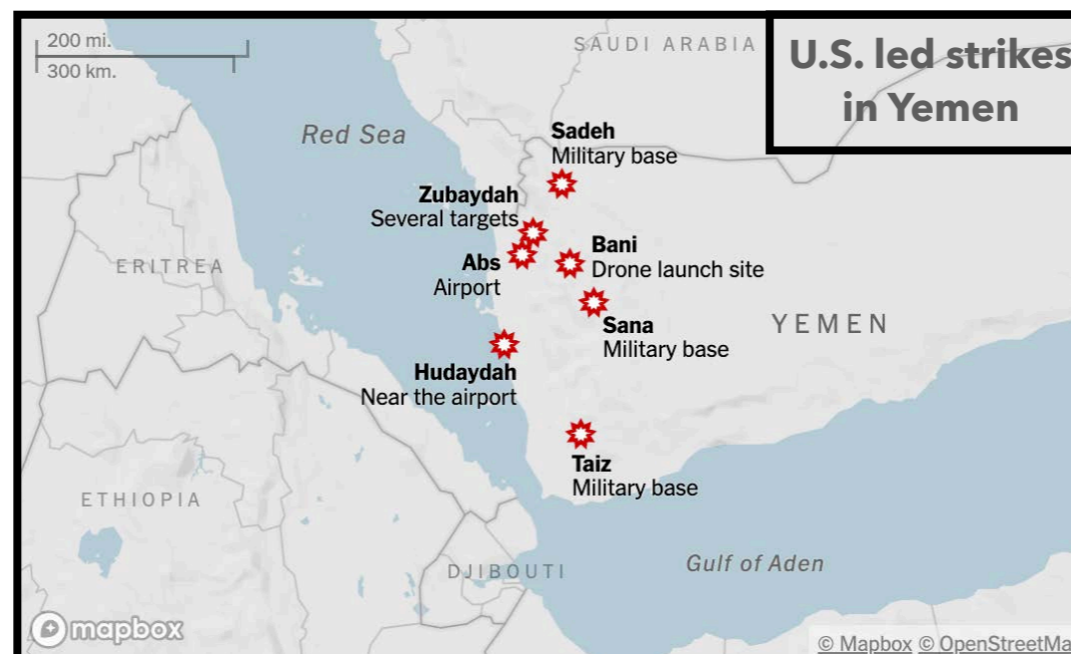 200 mi.
300 km.
SAUDI ARABIA
U.S. led strikes
in Yemen
Red Sea
Sadeh
Military base
Zubaydah
Several targets
Abs
Airport
Bani
Drone launch site
ERITREA
Sana
Military base
YEMEN
Hudaydah
Near the airport
Taiz
Military base
ETHIOPIA
Gulf of Aden
DJIBOUTI
mapbox
© Mapbox © OpenStreetMa